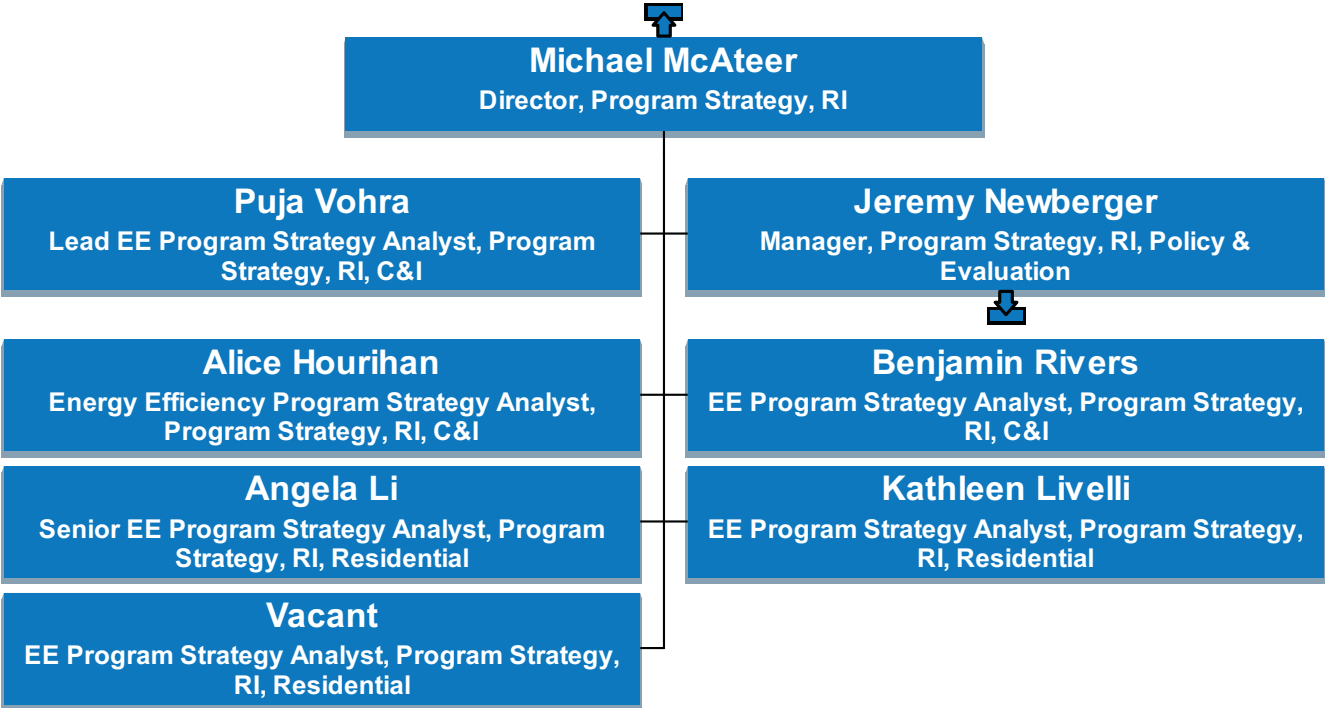 Michael McAteer
Director, Program Strategy, RI
Puja Vohra
Lead EE Program Strategy Analyst, Program
Strategy, RI, C&I
Jeremy Newberger
Manager, Program Strategy, RI, Policy &
Evaluation
Alice Hourihan
Energy Efficiency Program Strategy Analyst,
Program Strategy, RI, C&I
Benjamin Rivers
EE Program Strategy Analyst, Program Strategy,
RI, C&I
Angela Li
Senior EE Program Strategy Analyst, Program
Strategy, RI, Residential
Kathleen Livelli
EE Program Strategy Analyst, Program Strategy,
RI, Residential
Vacant
EE Program Strategy Analyst, Program Strategy,
RI, Residential